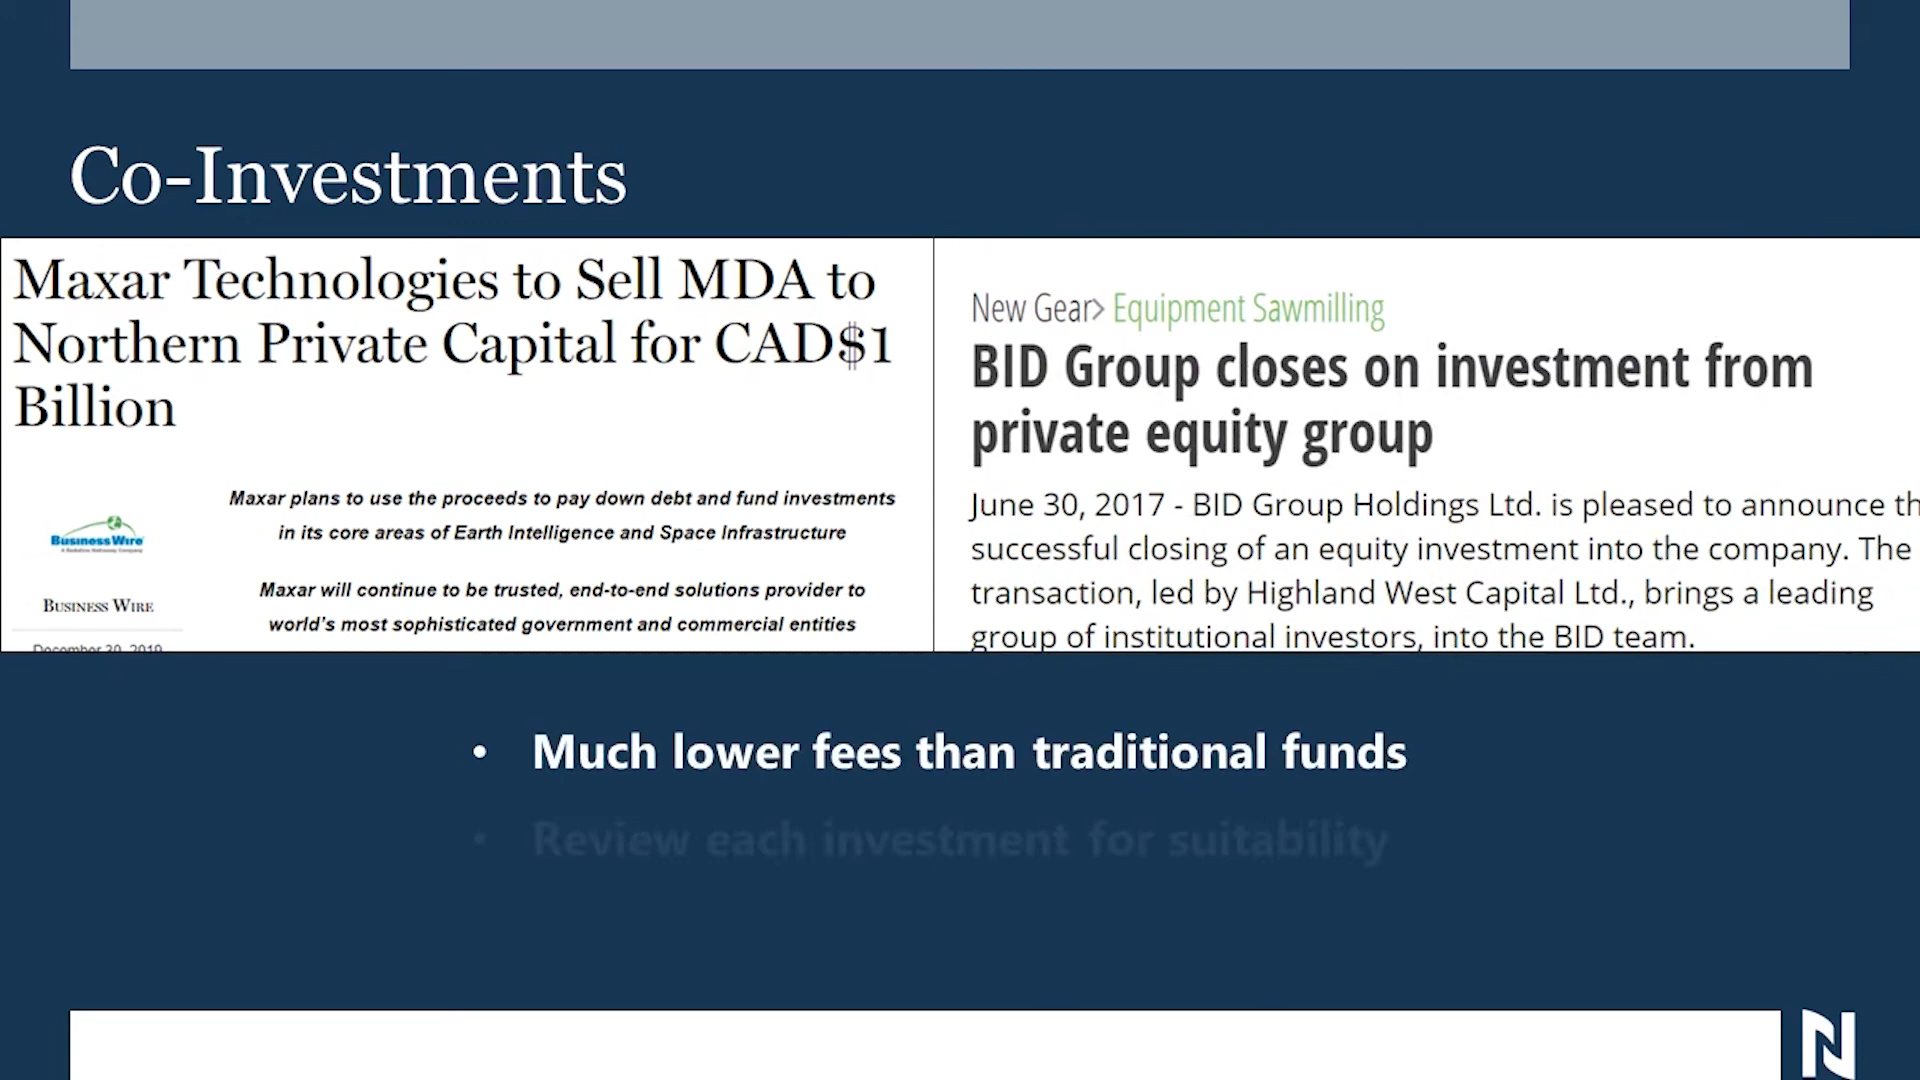 Co-Investments
Maxar Technologies to Sell MDA to
Northern Private Capital for CAD$1
Billion
Maxar plans to use the proceeds to pay down debt and fund investments
in its core areas of Earth Intelligence and Space Infrastructure
Business Wire
A Berkshire Hathaway Company
Maxar will continue to be trusted, end-to-end solutions provider to
world's most sophisticated government and commercial entities
BUSINESS WIRE
December 30, 2019
New Gear> Equipment Sawmilling
BID Group closes on investment from
private equity group
June 30, 2017 - BID Group Holdings Ltd. is pleased to announce th
successful closing of an equity investment into the company. The
transaction, led by Highland West Capital Ltd., brings a leading
group of institutional investors, into the BID team.
• Much lower fees than traditional funds
• Review each investment for suitability
N